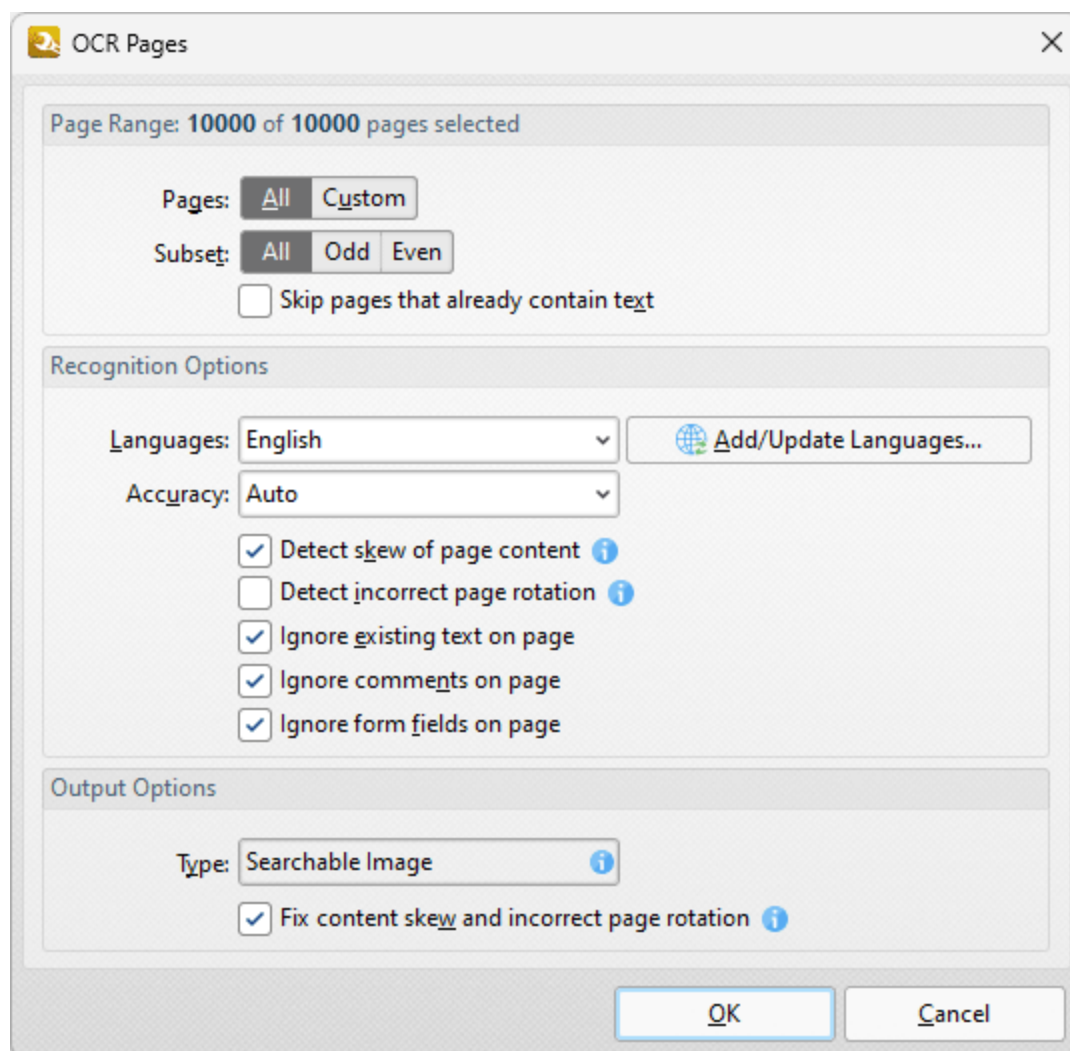 OCR Pages
Page Range: 10000 of 10000 pages selected
Pages: All Custom
Subset: All Odd Even
Skip pages that already contain text
Recognition Options
Languages: English Add/Update Languages...
Accuracy: Auto
Detect skew of page content
Detect incorrect page rotation
Ignore existing text on page
Ignore comments on page
Ignore form fields on page
Output Options
Type: Searchable Image
Fix content skew and incorrect page rotation
OK Cancel